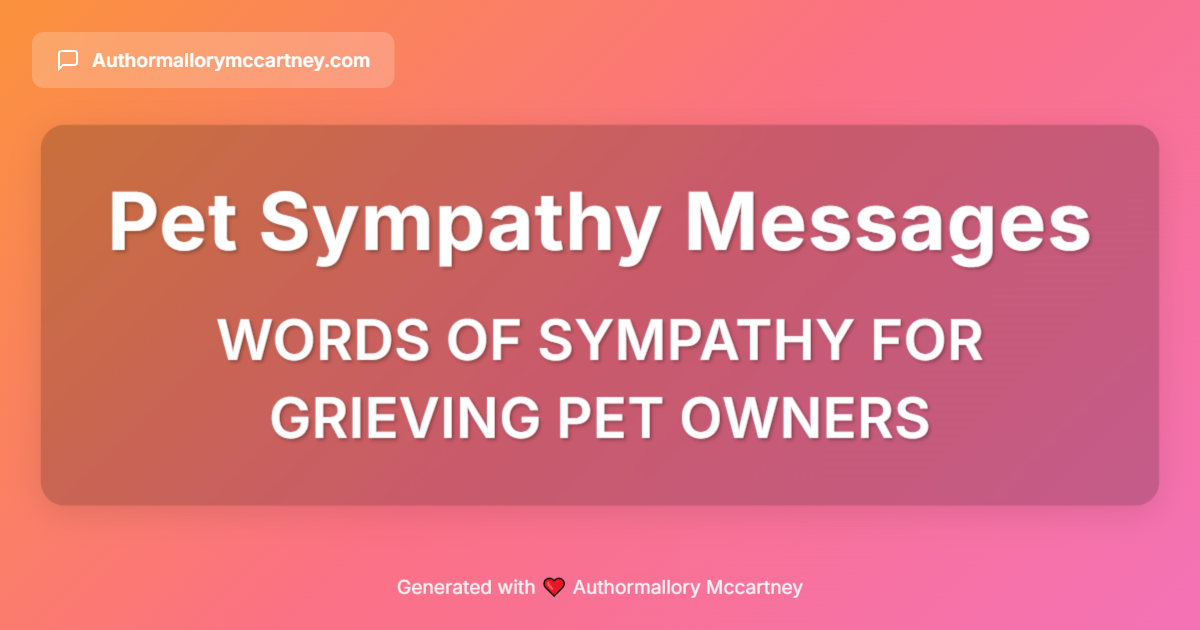 Authormallorymccartney.com
Pet Sympathy Messages
WORDS OF SYMPATHY FOR
GRIEVING PET OWNERS
Generated with ❤️ Authormallory Mccartney